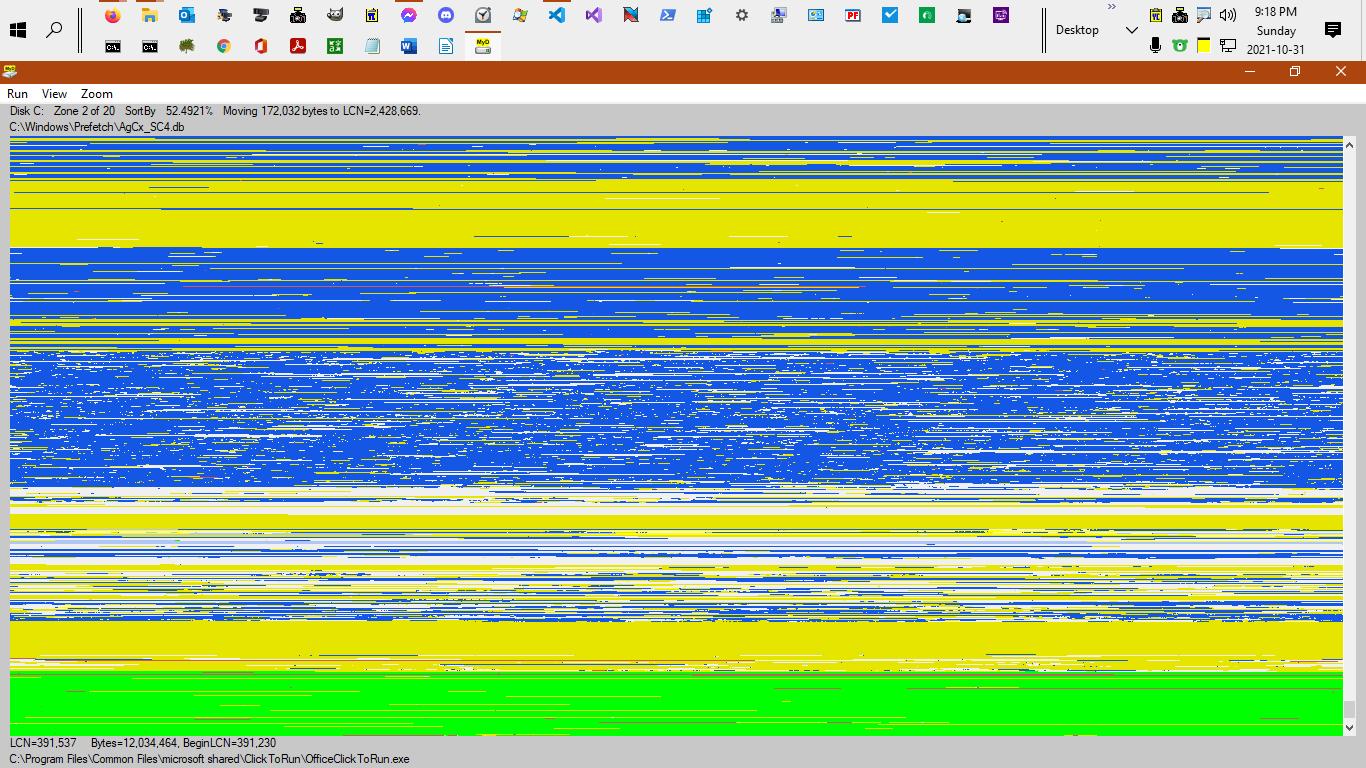 9:18 PM
Desktop
Sunday
2021-10-31
C:\_
C:\_
MyD
PF
Run View Zoom
Disk C: Zone 2 of 20 SortBy 52.4921% Moving 172,032 bytes to LCN=2,428,669.
C:\Windows\Prefetch\AgCx_SC4.db
LCN=391,537 Bytes=12,034,464, BeginLCN=391,230
C:\Program Files\Common Files\microsoft shared\ClickToRun\OfficeClickToRun.exe